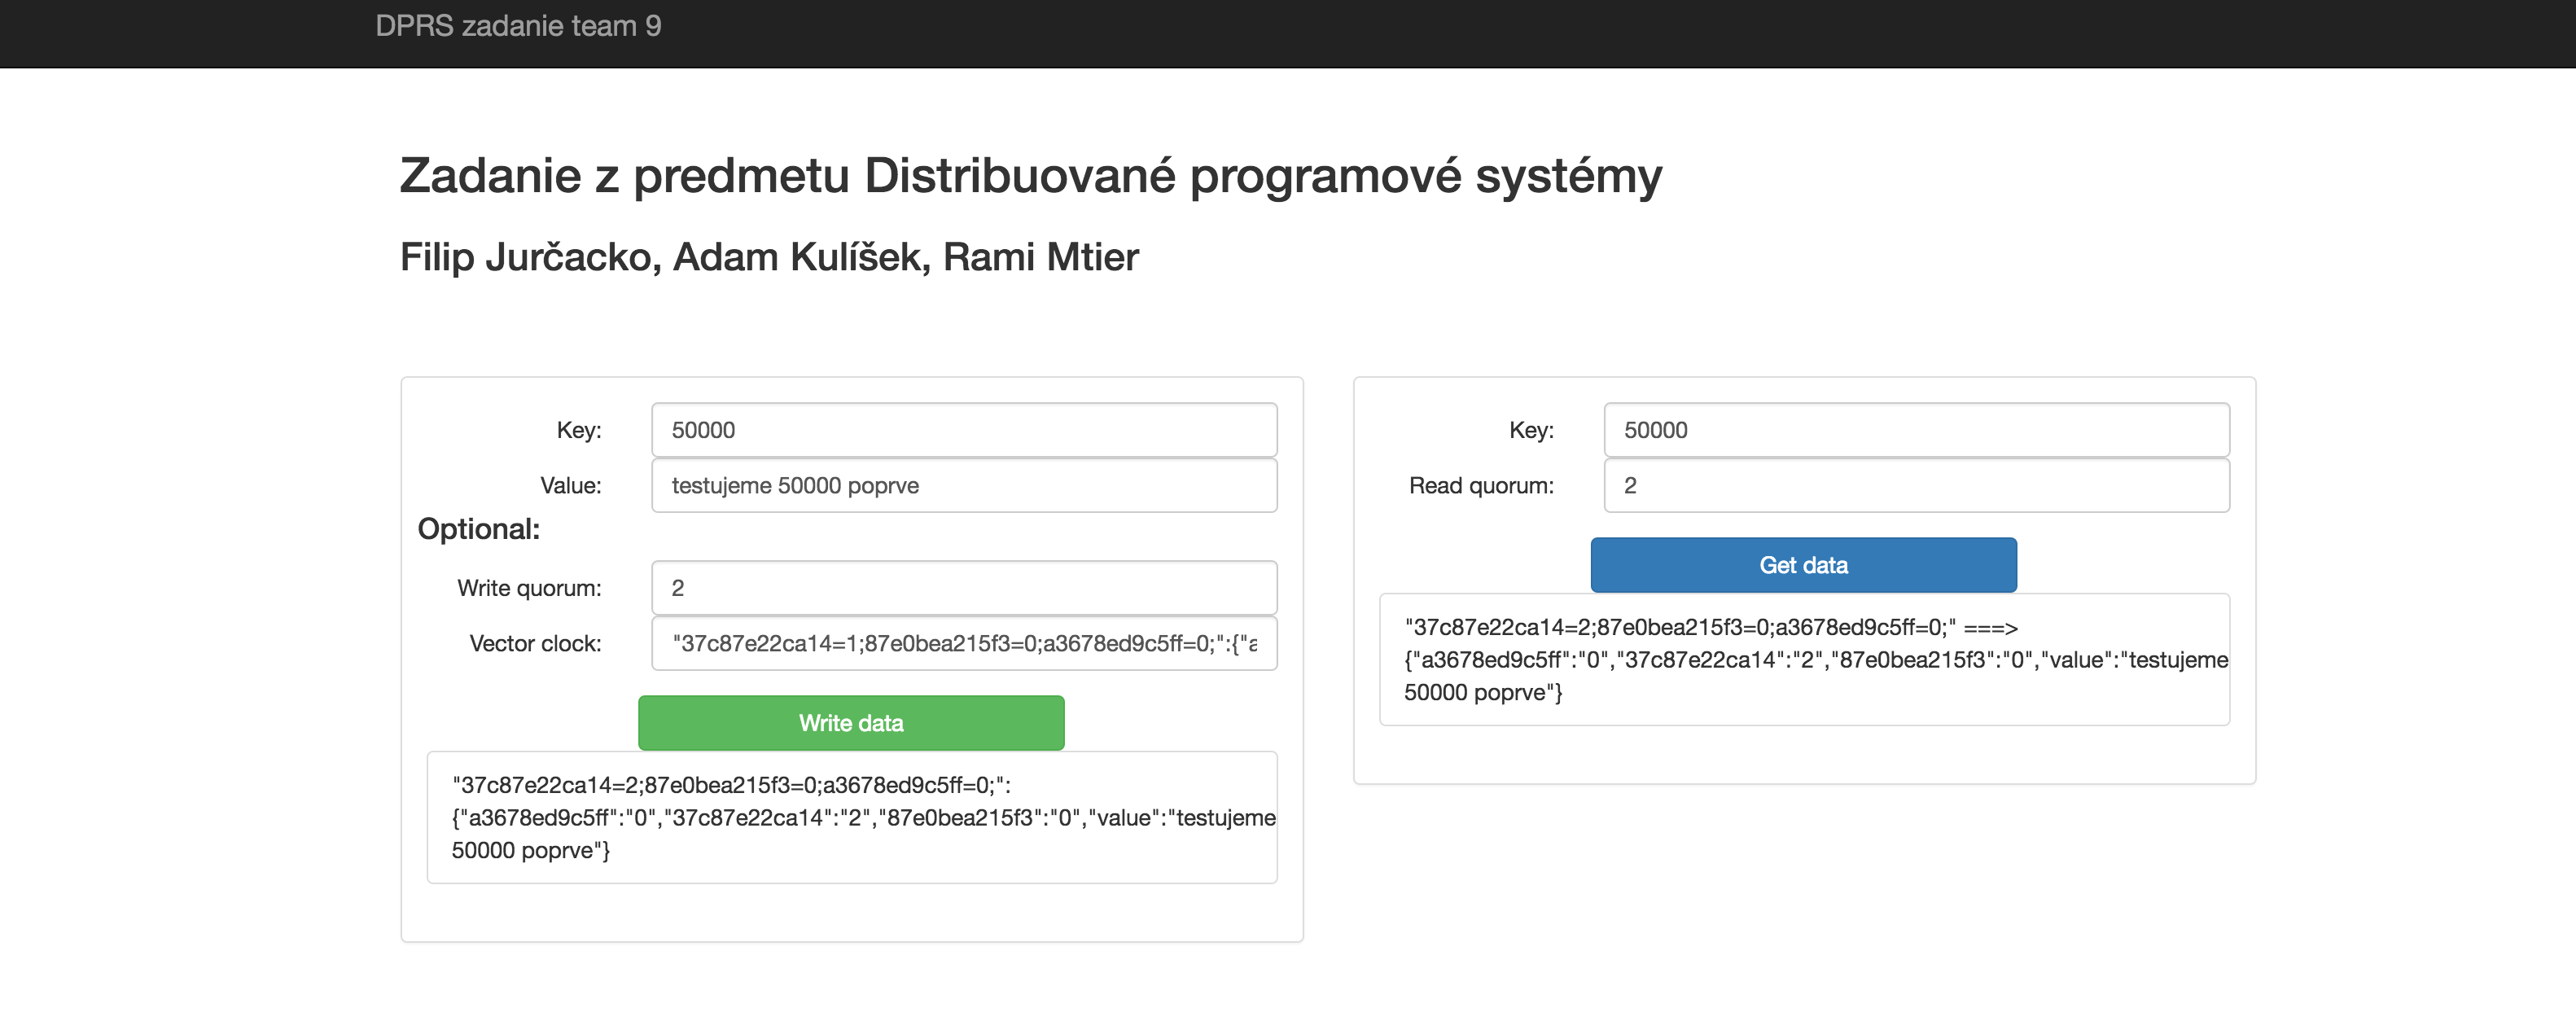 DPRS zadanie team 9
Zadanie z predmetu Distribuované programové systémy
Filip Jurčacko, Adam Kulíšek, Rami Mtier
Key: 50000
Value: testujeme 50000 poprve
Optional:
Write quorum: 2
Vector clock: "37c87e22ca14=1;87e0bea215f3=0;a3678ed9c5ff=0;":{"a
Write data
"37c87e22ca14=2;87e0bea215f3=0;a3678ed9c5ff=0;":
{"a3678ed9c5ff":"0","37c87e22ca14":"2","87e0bea215f3":"0","value":"testujeme
50000 poprve"}
Key: 50000
Read quorum: 2
Get data
"37c87e22ca14=2;87e0bea215f3=0;a3678ed9c5ff=0;" ===>
{"a3678ed9c5ff":"0","37c87e22ca14":"2","87e0bea215f3":"0","value":"testujeme
50000 poprve"}